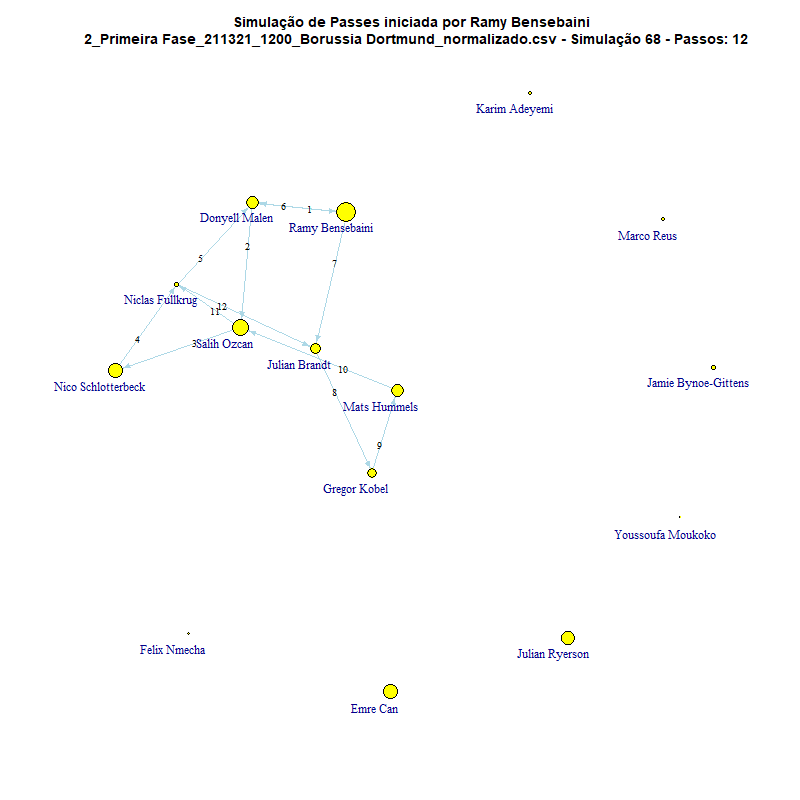 Simulação de Passes iniciada por Ramy Bensebaini
2_Primeira Fase_211321_1200_Borussia Dortmund_normalizado.csv - Simulação 68 - Passos: 12
Karim Adeyemi
6
1
Donyell Malen
Ramy Bensebaini
Marco Reus
2
5
7
Niclas Fullkrug
12
11
4
3
Salih Ozcan
Julian Brandt
10
Nico Schlotterbeck
Jamie Bynoe-Gittens
8
Mats Hummels
9
Gregor Kobel
Youssoufa Moukoko
Felix Nmecha
Julian Ryerson
Emre Can